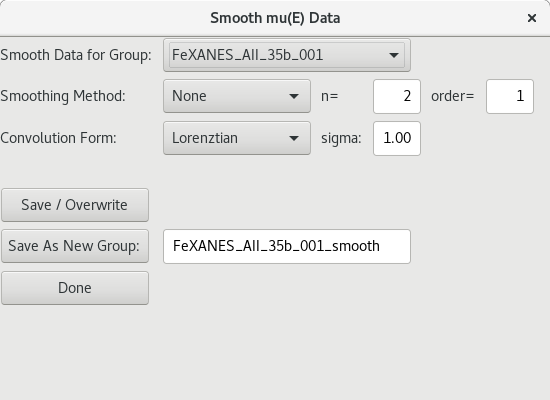 Smooth mu(E) Data
Smooth Data for Group: FeXANES_All_35b_001
Smoothing Method: None n= 2 order= 1
Convolution Form: Lorenztian sigma: 1.00
Save / Overwrite
Save As New Group: FeXANES_All_35b_001_smooth
Done